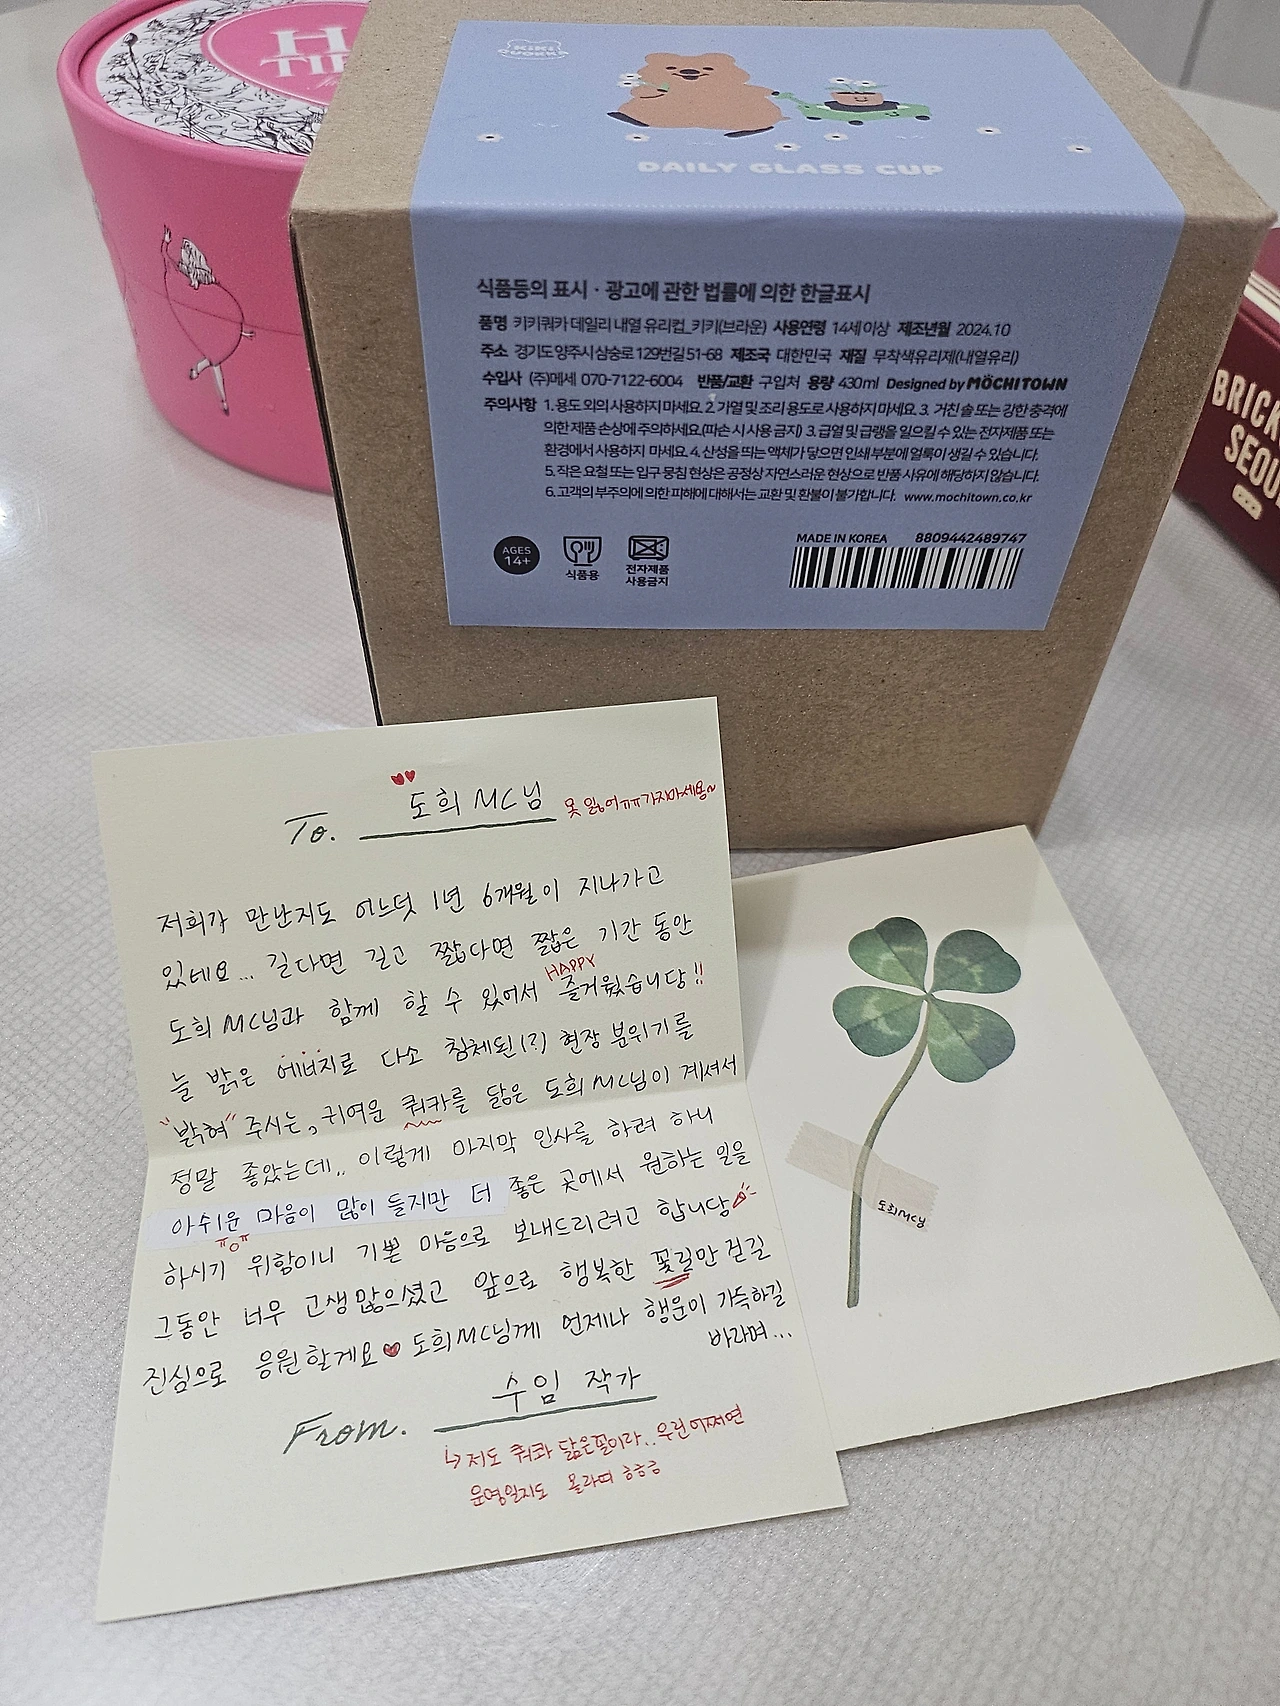 H
TIE
KIKI
QUOKKA
DAILY GLASS CUP
식품등의 표시 · 광고에 관한 법률에 의한 한글표시
품명 키키쿼카 데일리 내열 유리컵_키키(브라운) 사용연령 14세이상 제조년월 2024.10
주소 경기도 양주시 삼숭로 129번길 51-68 제조국 대한민국 재질 무착색유리제(내열유리)
수입사 (주)메세 070-7122-6004 반품/교환 구입처 용량 430ml Designed by MOCHITOWN
주의사항 1.용도 외의 사용하지 마세요. 2. 가열 및 조리 용도로 사용하지 마세요. 3. 거친 솔 또는 강한 충격에
의한 제품 손상에 주의하세요.(파손 시 사용 금지) 3. 급열 및 급랭을 일으킬 수 있는 전자제품 또는
환경에서 사용하지 마세요. 4. 산성을 띄는 액체가 닿으면 인쇄 부분에 얼룩이 생길 수 있습니다.
5. 작은 요철 또는 입구 뭉침 현상은 공정상 자연스러운 현상으로 반품 사유에 해당하지 않습니다.
6. 고객의 부주의에 의한 피해에 대해서는 교환 및 환불이 불가합니다. www.mochitown.co.kr
AGES
14+
식품용
전자제품
사용금지
MADE IN KOREA 8809442489747
BRICK
SEOUL
To. 도희 MC님 못 잃어ㅠㅠ가지마세용~
저희가 만난지도 어느덧 1년 6개월이 지나가고
있네요... 길다면 길고 짧다면 짧은 기간 동안
HAPPY
도희 MC님과 함께 할 수 있어서 즐거웠습니당!!
늘 밝은 에너지로 다소 침체된(?) 현장 분위기를
"밝혀" 주시는, 귀여운 쿼카를 닮은 도희 MC님이 계셔서
정말 좋았는데.. 이렇게 마지막 인사를 하려 하니
아쉬운 마음이 많이 들지만 더 좋은 곳에서 원하는 일을
ㅠoㅠ
하시기 위함이니 기쁜 마음으로 보내드리려고 합니당
그동안 너무 고생많으셨고 앞으로 행복한 꽃길만 걷길
진심으로 응원할게요♥ 도희MC님께 언제나 행운이 가득하길
바라며...
From. 수임 작가
↳저도 쿼카 닮은꼴이라.. 우린어쩌면
운명일지도 몰라여 ㅎㅎㅎ
도희MC님